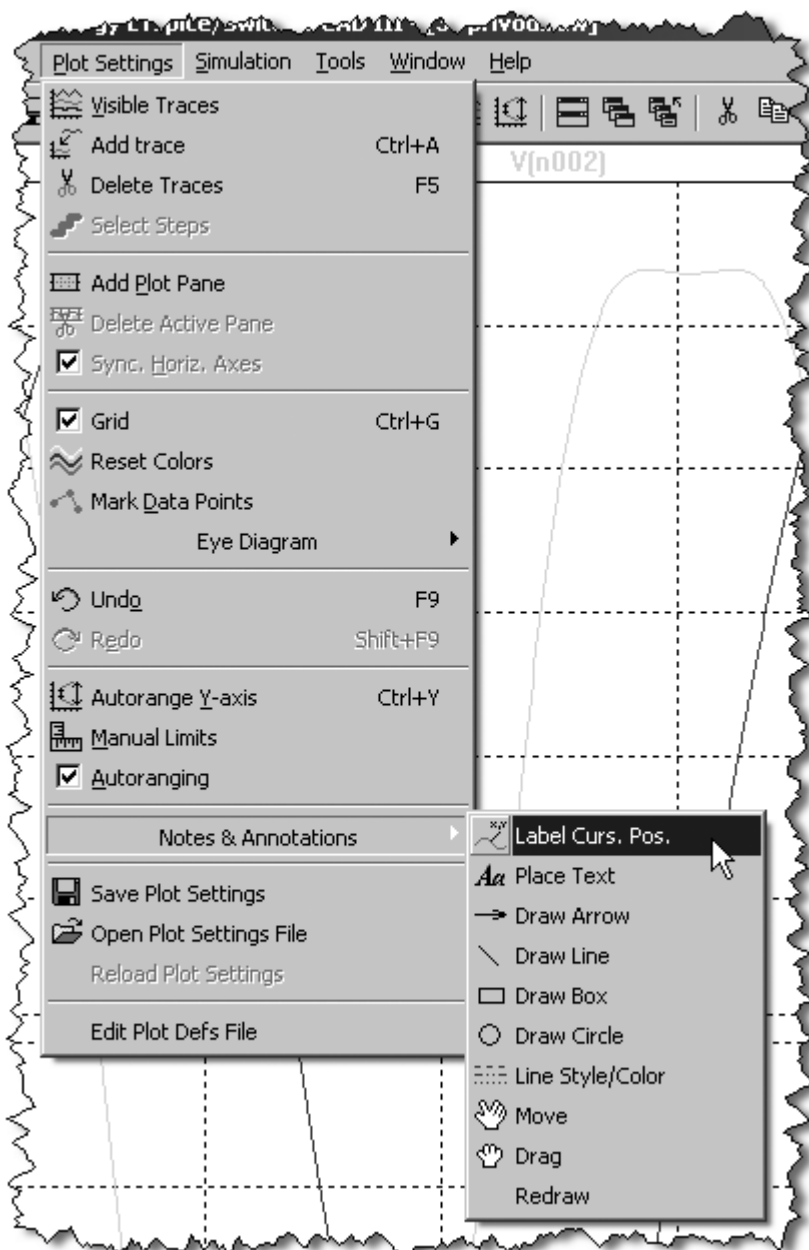 Plot Settings Simulation Tools Window Help
Visible Traces
Add trace Ctrl+A
Delete Traces F5
Select Steps
V(n002)
Add Plot Pane
Delete Active Pane
Sync. Horiz. Axes
Grid Ctrl+G
Reset Colors
Mark Data Points
Eye Diagram
Undo F9
Redo Shift+F9
Autorange Y-axis Ctrl+Y
Manual Limits
Autoranging
Notes & Annotations
x,y Label Curs. Pos.
Aa Place Text
Draw Arrow
Draw Line
Draw Box
Draw Circle
Line Style/Color
Move
Drag
Redraw
Save Plot Settings
Open Plot Settings File
Reload Plot Settings
Edit Plot Defs File